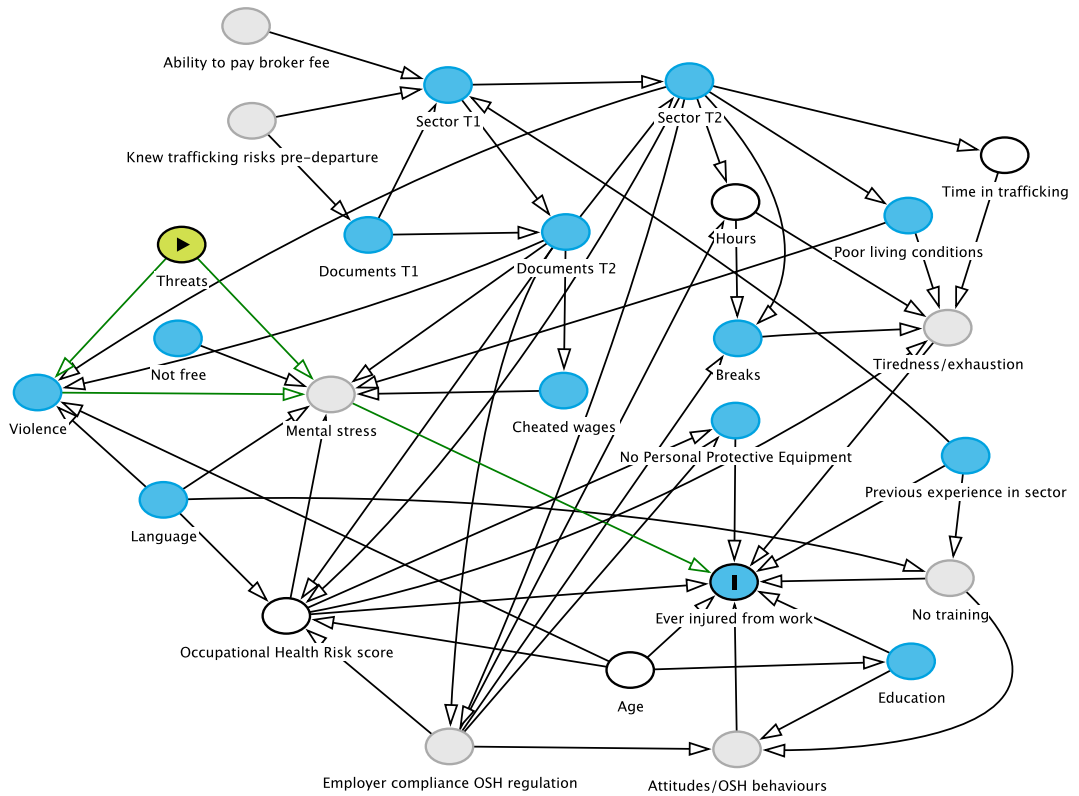 Ability to pay broker fee
Sector T1
Sector T2
Knew trafficking risks pre-departure
Time in trafficking
Hours
Poor living conditions
Documents T1
Documents T2
Threats
Not free
Breaks
Tiredness/exhaustion
Violence
Mental stress
Cheated wages
No Personal Protective Equipment
Previous experience in sector
Language
Ever injured from work
No training
Occupational Health Risk score
Age
Education
Employer compliance OSH regulation
Attitudes/OSH behaviours